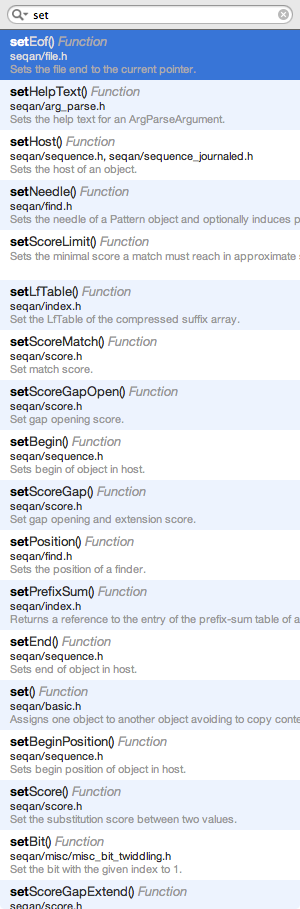 set
setEof() Function
seqan/file.h
Sets the file end to the current pointer.
setHelpText() Function
seqan/arg_parse.h
Sets the help text for an ArgParseArgument.
setHost() Function
seqan/sequence.h, seqan/sequence_journaled.h
Sets the host of an object.
setNeedle() Function
seqan/find.h
Sets the needle of a Pattern object and optionally induces p
setScoreLimit() Function
Sets the minimal score a match must reach in approximate s
setLfTable() Function
seqan/index.h
Set the LfTable of the compressed suffix array.
setScoreMatch() Function
seqan/score.h
Set match score.
setScoreGapOpen() Function
seqan/score.h
Set gap opening score.
setBegin() Function
seqan/sequence.h
Sets begin of object in host.
setScoreGap() Function
seqan/score.h
Set gap opening and extension score.
setPosition() Function
seqan/find.h
Sets the position of a finder.
setPrefixSum() Function
seqan/index.h
Returns a reference to the entry of the prefix-sum table of a
setEnd() Function
seqan/sequence.h
Sets end of object in host.
set() Function
seqan/basic.h
Assigns one object to another object avoiding to copy conte
setBeginPosition() Function
seqan/sequence.h
Sets begin position of object in host.
setScore() Function
seqan/score.h
Set the substitution score between two values.
setBit() Function
seqan/misc/misc_bit_twiddling.h
Set the bit with the given index to 1.
setScoreGapExtend() Function
seqan/score.h